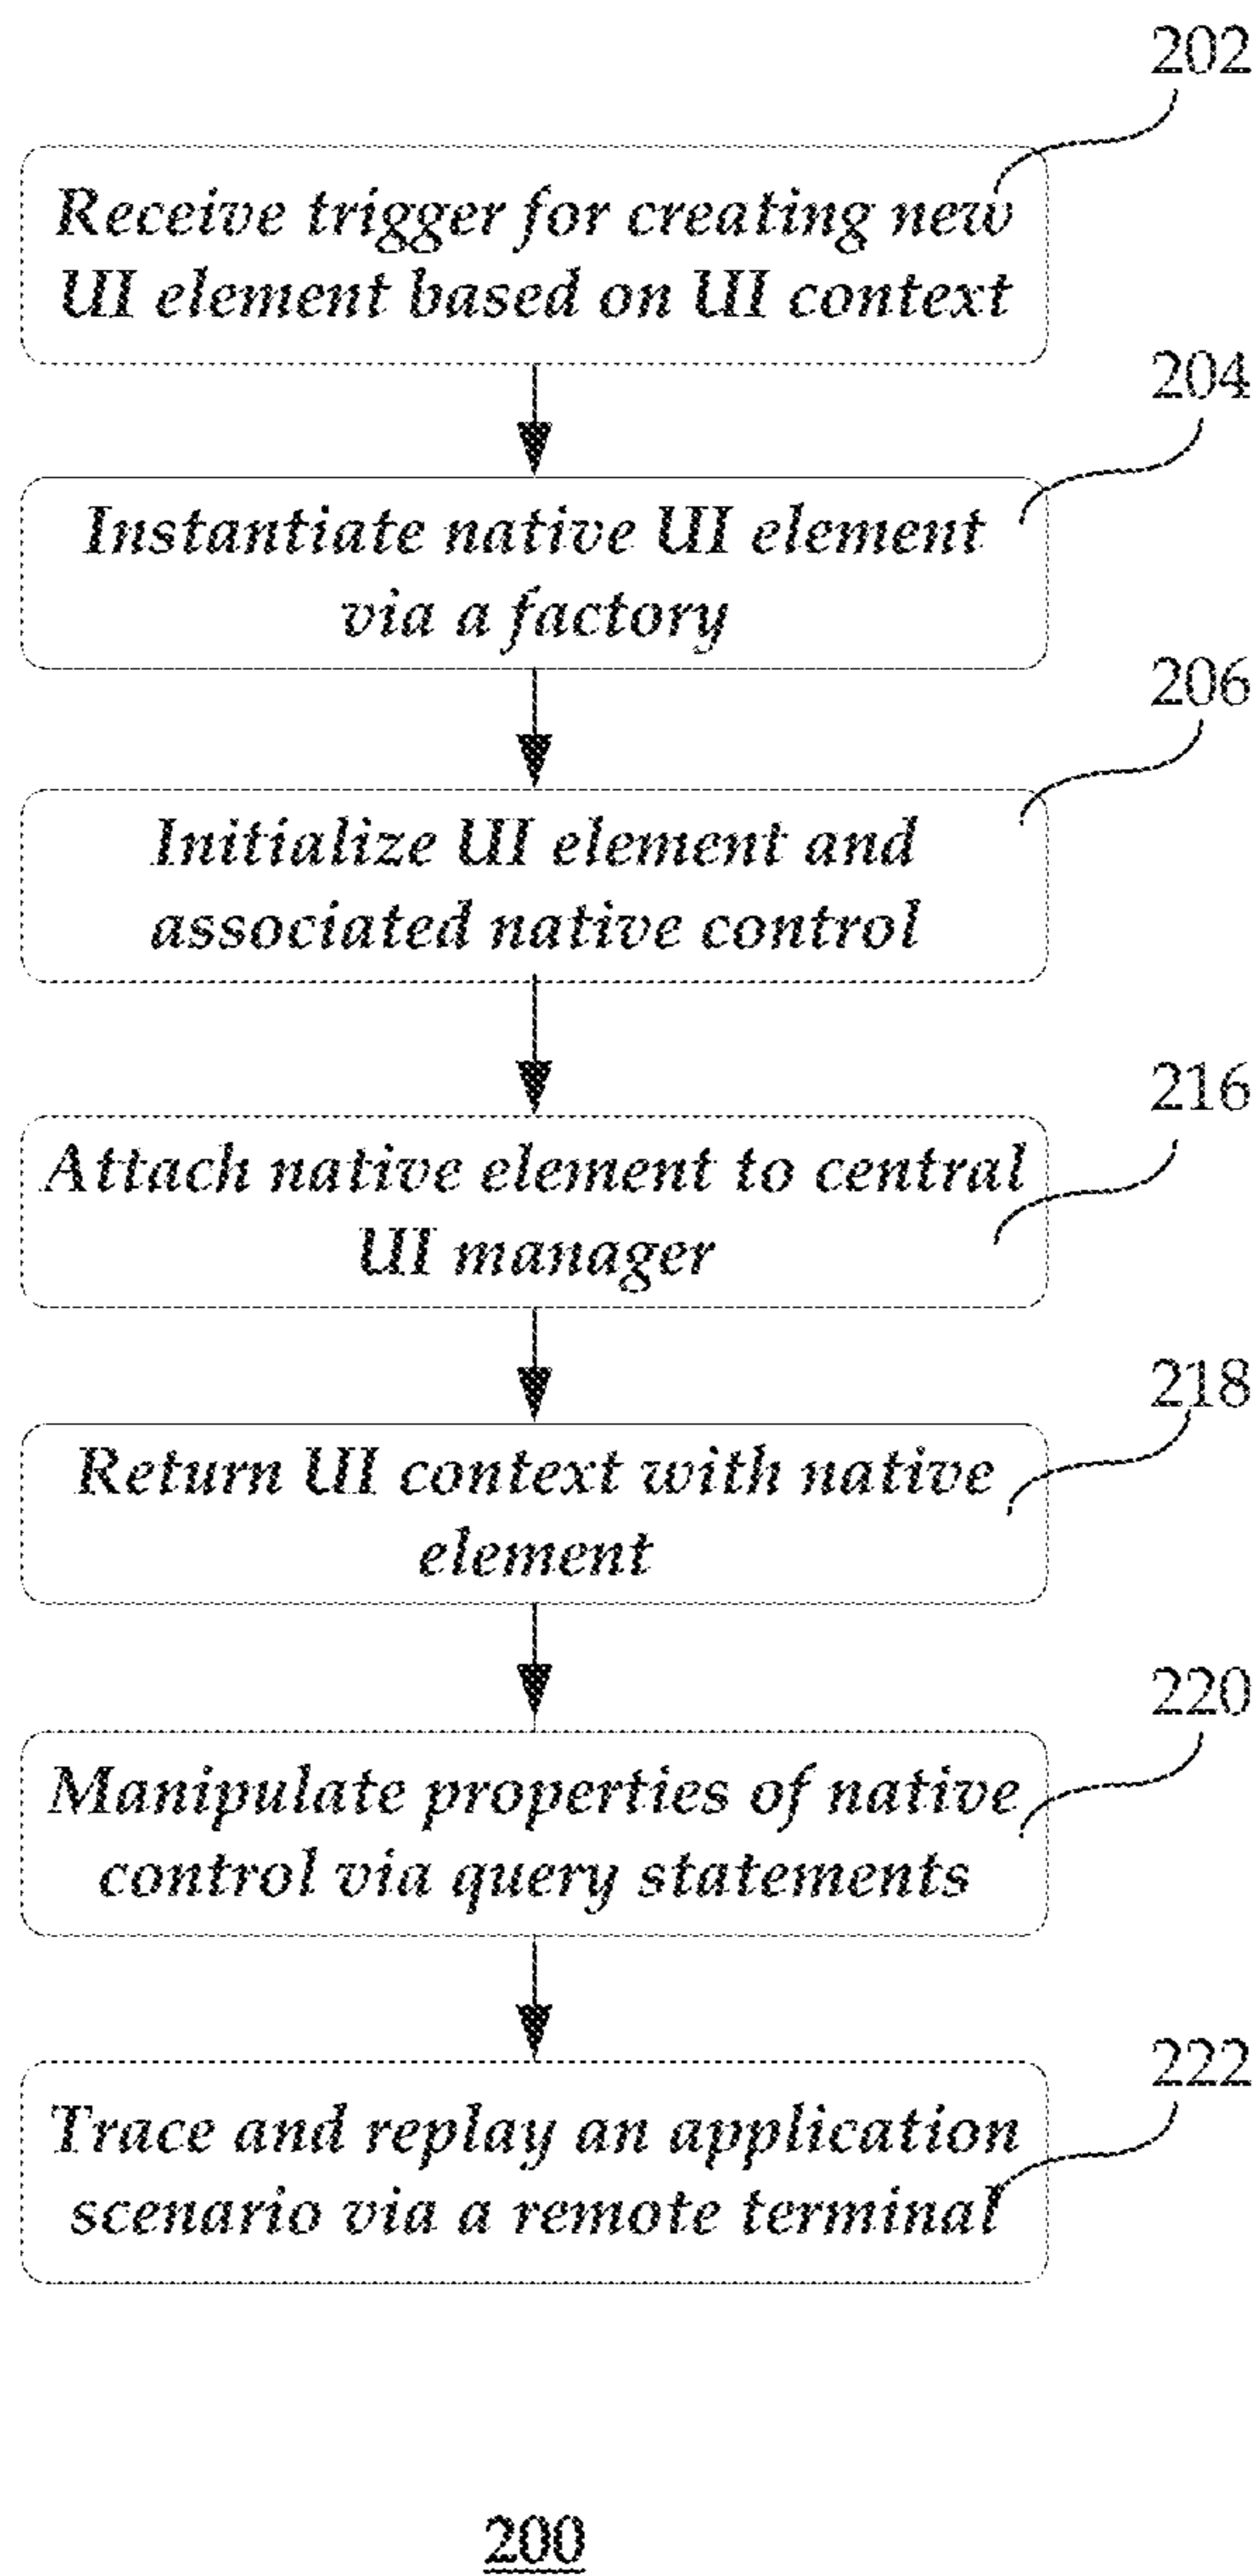 202
Receive trigger for creating new
UI element based on UI context
204
Instantiate native UI element
via a factory
206
Initialize UI element and
associated native control
216
Attach native element to central
UI manager
218
Return UI context with native
element
220
Manipulate properties of native
control via query statements
222
Trace and replay an application
scenario via a remote terminal
200